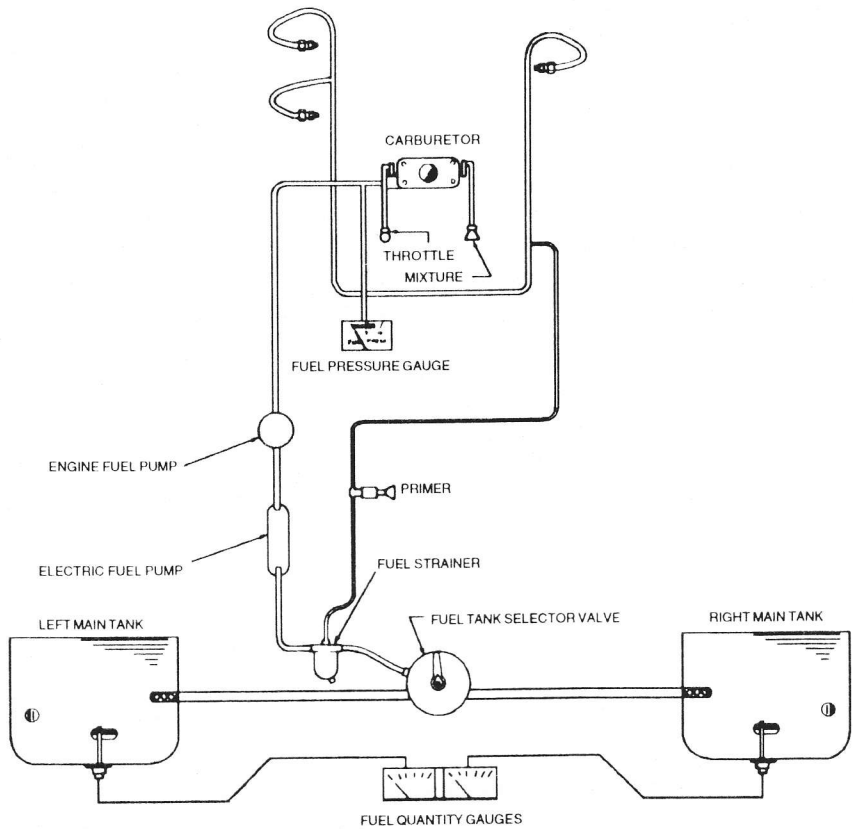 CARBURETOR
THROTTLE
MIXTURE
FUEL PRESSURE GAUGE
ENGINE FUEL PUMP
PRIMER
ELECTRIC FUEL PUMP
FUEL STRAINER
LEFT MAIN TANK
FUEL TANK SELECTOR VALVE
RIGHT MAIN TANK
FUEL QUANTITY GAUGES